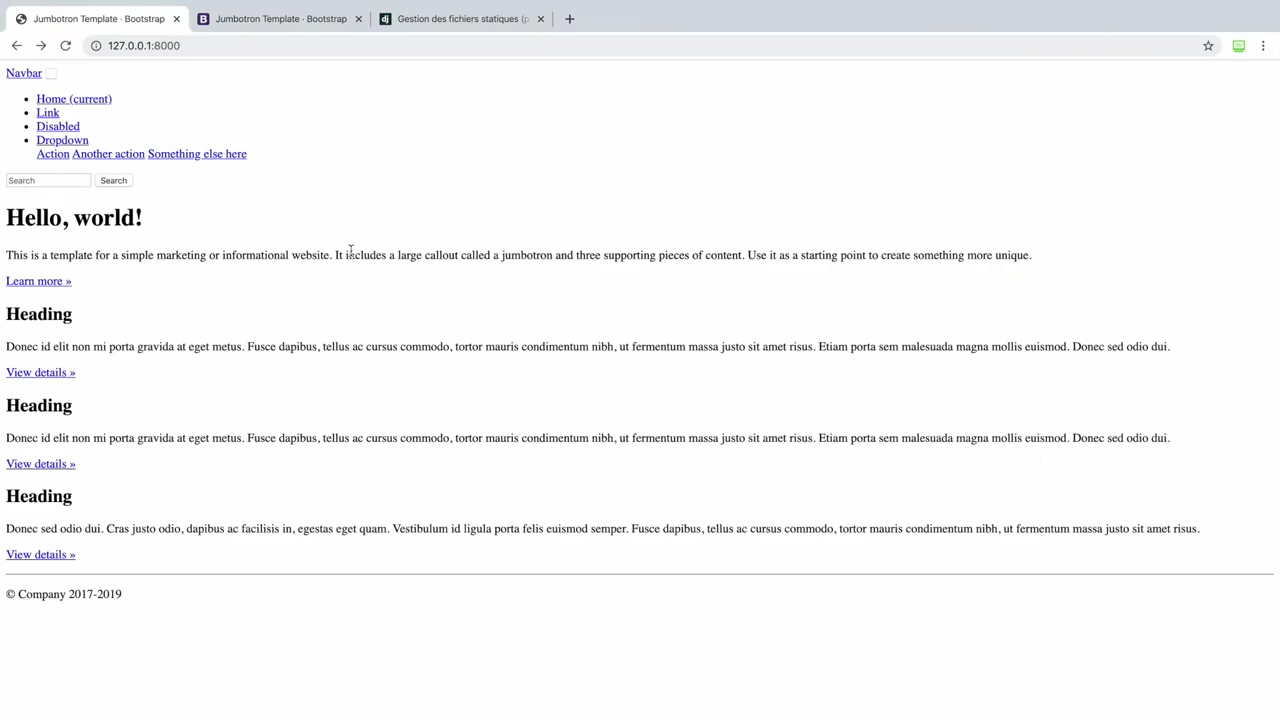 Jumbotron Template · Bootstrap
Jumbotron Template · Bootstrap
Gestion des fichiers statiques (p
127.0.0.1:8000
Navbar
Home (current)
Link
Disabled
Dropdown
Action Another action Something else here
Search Search
Hello, world!
This is a template for a simple marketing or informational website. It includes a large callout called a jumbotron and three supporting pieces of content. Use it as a starting point to create something more unique.
Learn more »
Heading
Donec id elit non mi porta gravida at eget metus. Fusce dapibus, tellus ac cursus commodo, tortor mauris condimentum nibh, ut fermentum massa justo sit amet risus. Etiam porta sem malesuada magna mollis euismod. Donec sed odio dui.
View details »
Heading
Donec id elit non mi porta gravida at eget metus. Fusce dapibus, tellus ac cursus commodo, tortor mauris condimentum nibh, ut fermentum massa justo sit amet risus. Etiam porta sem malesuada magna mollis euismod. Donec sed odio dui.
View details »
Heading
Donec sed odio dui. Cras justo odio, dapibus ac facilisis in, egestas eget quam. Vestibulum id ligula porta felis euismod semper. Fusce dapibus, tellus ac cursus commodo, tortor mauris condimentum nibh, ut fermentum massa justo sit amet risus.
View details »
© Company 2017-2019